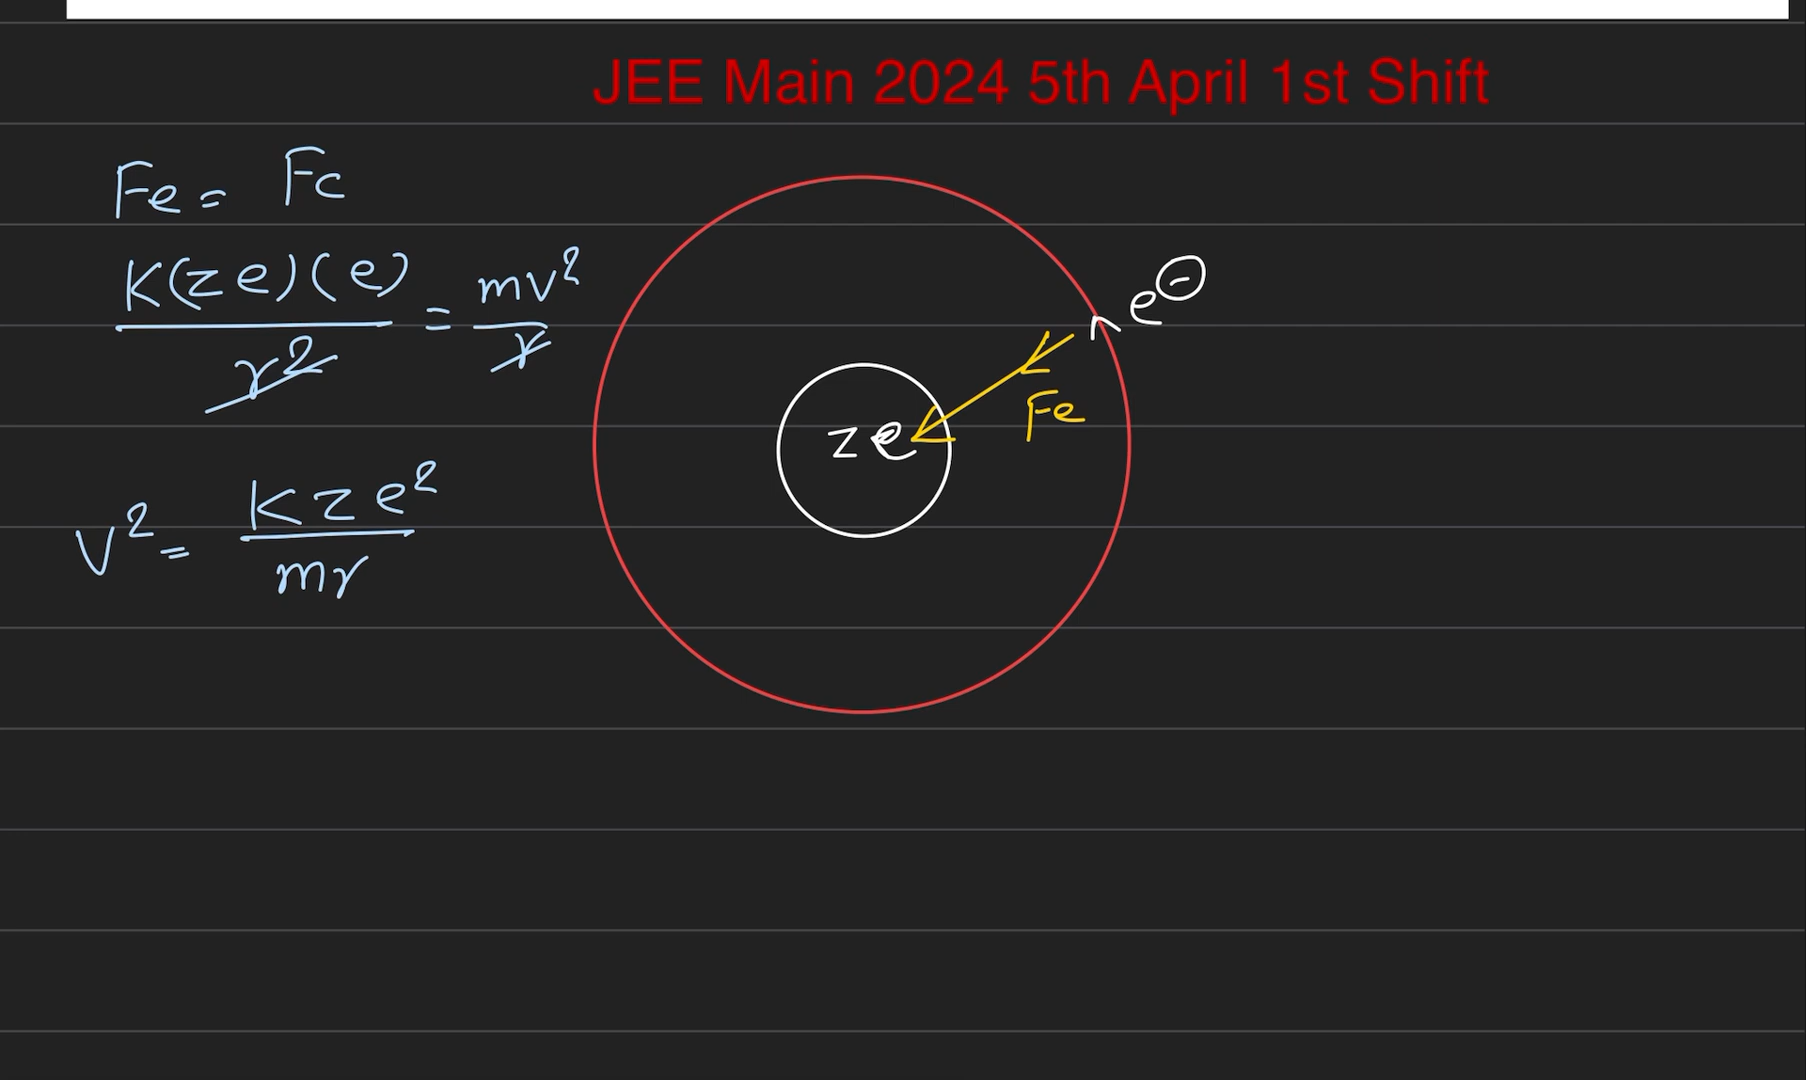 JEE Main 2024 5th April 1st Shift
Fe = Fc
K(ze)(e) / r² = mv² / r
v² = Kze² / mr
ze
Fe
e⊖